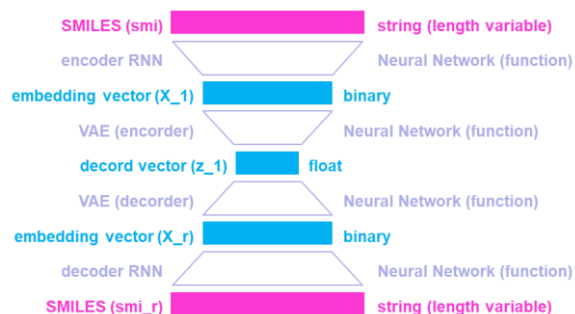 SMILES (smi) string (length variable)
encoder RNN Neural Network (function)
embedding vector (X_1) binary
VAE (encorder) Neural Network (function)
decord vector (z_1) float
VAE (decorder) Neural Network (function)
embedding vector (X_r) binary
decoder RNN Neural Network (function)
SMILES (smi_r) string (length variable)